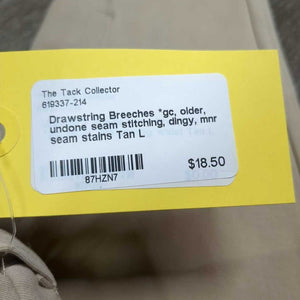 The Tack Collector
619337-214
Drawstring Breeches *gc, older,
undone seam stitching, dingy, mnr
seam stains Tan L
$18.50
87HZN7